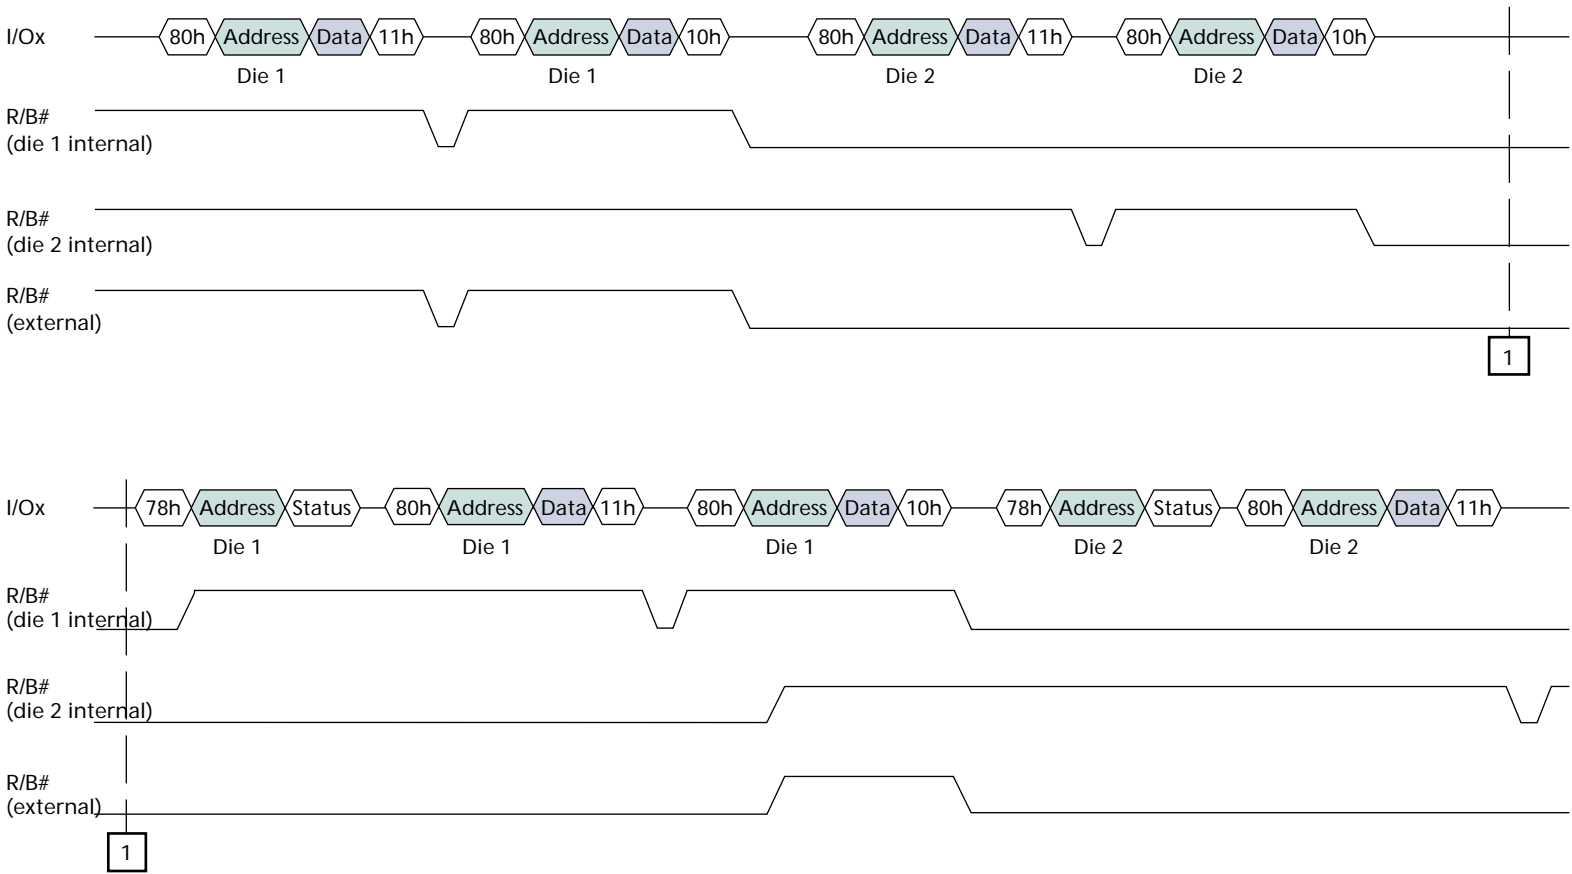 I/Ox 80h Address Data 11h 80h Address Data 10h 80h Address Data 11h 80h Address Data 10h
Die 1 Die 1 Die 2 Die 2
R/B#
(die 1 internal)
R/B#
(die 2 internal)
R/B#
(external)
1
I/Ox 78h Address Status 80h Address Data 11h 80h Address Data 10h 78h Address Status 80h Address Data 11h
Die 1 Die 1 Die 1 Die 2 Die 2
R/B#
(die 1 internal)
R/B#
(die 2 internal)
R/B#
(external)
1